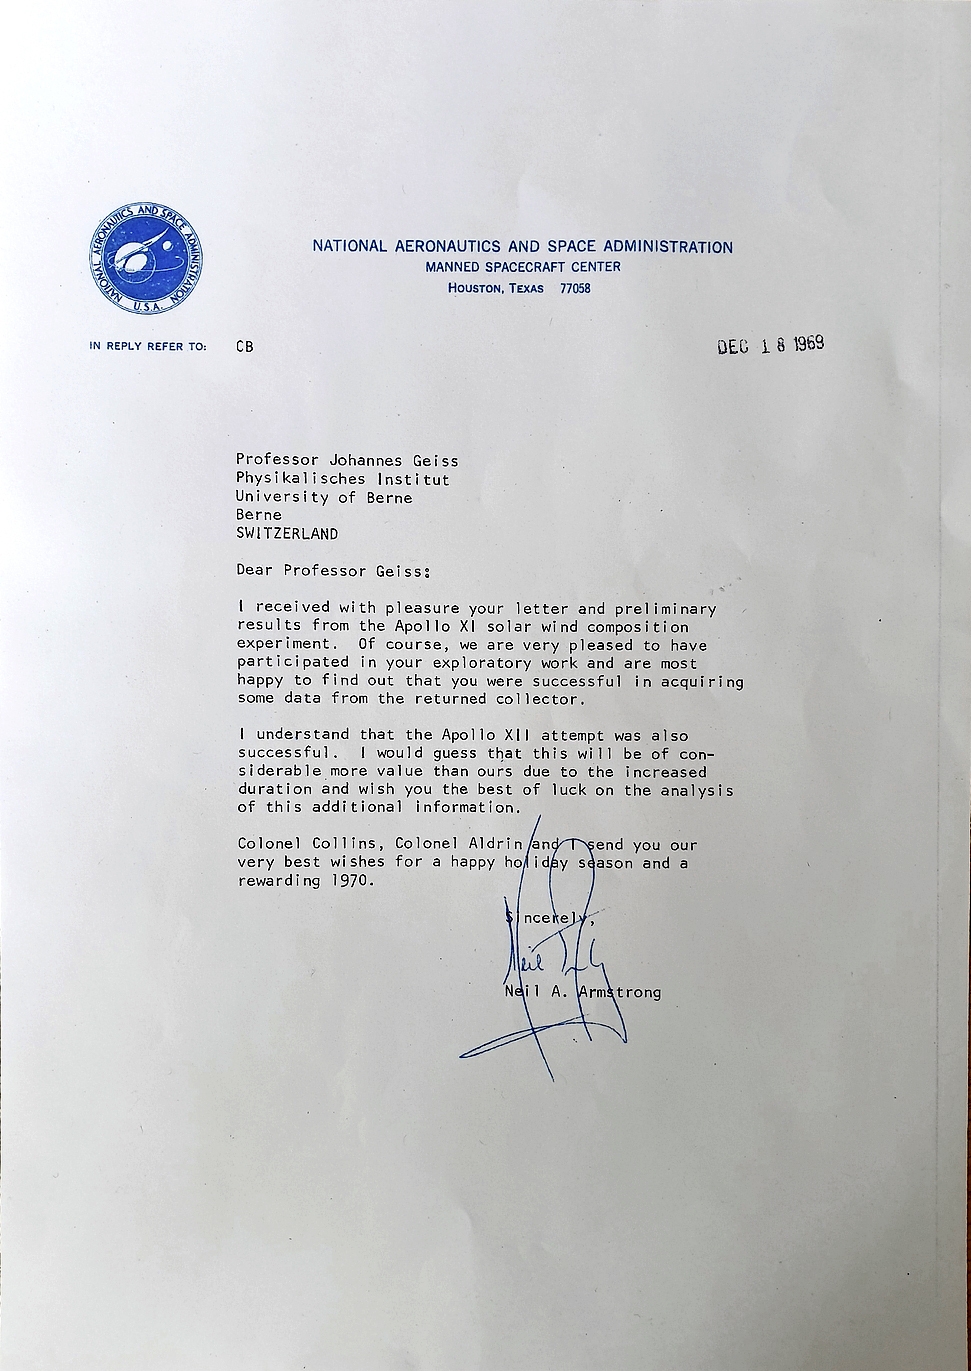 NATIONAL AERONAUTICS AND SPACE ADMINISTRATION
U.S.A.
NATIONAL AERONAUTICS AND SPACE ADMINISTRATION
MANNED SPACECRAFT CENTER
HOUSTON, TEXAS 77058
IN REPLY REFER TO: CB
DEC 18 1969
Professor Johannes Geiss
Physikalisches Institut
University of Berne
Berne
SWITZERLAND
Dear Professor Geiss:
I received with pleasure your letter and preliminary
results from the Apollo XI solar wind composition
experiment. Of course, we are very pleased to have
participated in your exploratory work and are most
happy to find out that you were successful in acquiring
some data from the returned collector.
I understand that the Apollo XII attempt was also
successful. I would guess that this will be of con-
siderable more value than ours due to the increased
duration and wish you the best of luck on the analysis
of this additional information.
Colonel Collins, Colonel Aldrin and I send you our
very best wishes for a happy holiday season and a
rewarding 1970.
Sincerely,
Neil
Neil A. Armstrong